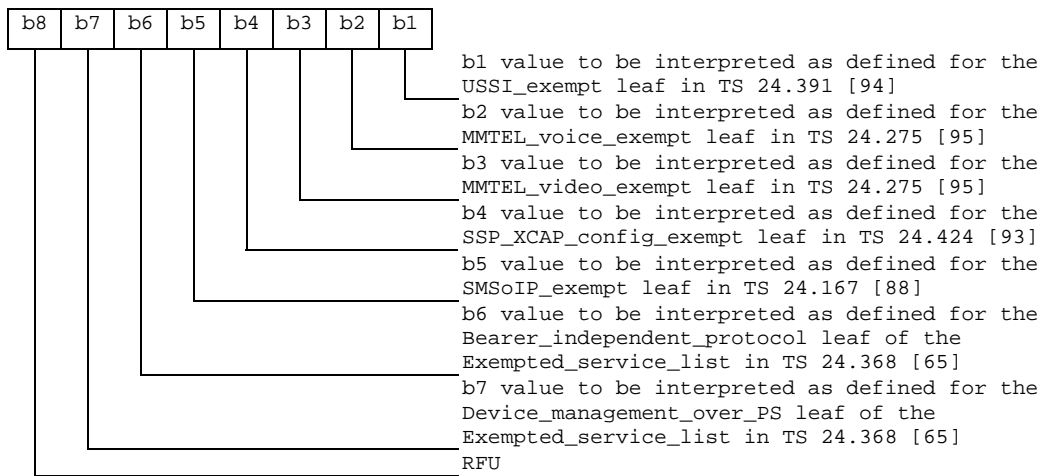 b8 b7 b6 b5 b4 b3 b2 b1
b1 value to be interpreted as defined for the
USSI_exempt leaf in TS 24.391 [94]
b2 value to be interpreted as defined for the
MMTEL_voice_exempt leaf in TS 24.275 [95]
b3 value to be interpreted as defined for the
MMTEL_video_exempt leaf in TS 24.275 [95]
b4 value to be interpreted as defined for the
SSP_XCAP_config_exempt leaf in TS 24.424 [93]
b5 value to be interpreted as defined for the
SMSoIP_exempt leaf in TS 24.167 [88]
b6 value to be interpreted as defined for the
Bearer_independent_protocol leaf of the
Exempted_service_list in TS 24.368 [65]
b7 value to be interpreted as defined for the
Device_management_over_PS leaf of the
Exempted_service_list in TS 24.368 [65]
RFU